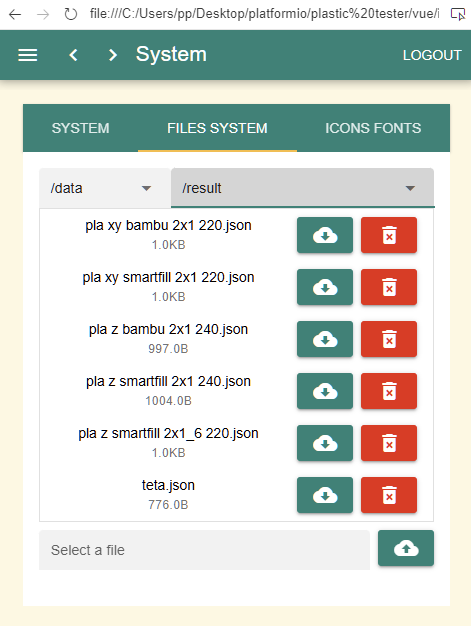 file:///C:/Users/pp/Desktop/platformio/plastic%20tester/vue/i
System
LOGOUT
SYSTEM
FILES SYSTEM
ICONS FONTS
/data
/result
pla xy bambu 2x1 220.json
1.0KB
pla xy smartfill 2x1 220.json
1.0KB
pla z bambu 2x1 240.json
997.0B
pla z smartfill 2x1 240.json
1004.0B
pla z smartfill 2x1_6 220.json
1.0KB
teta.json
776.0B
Select a file